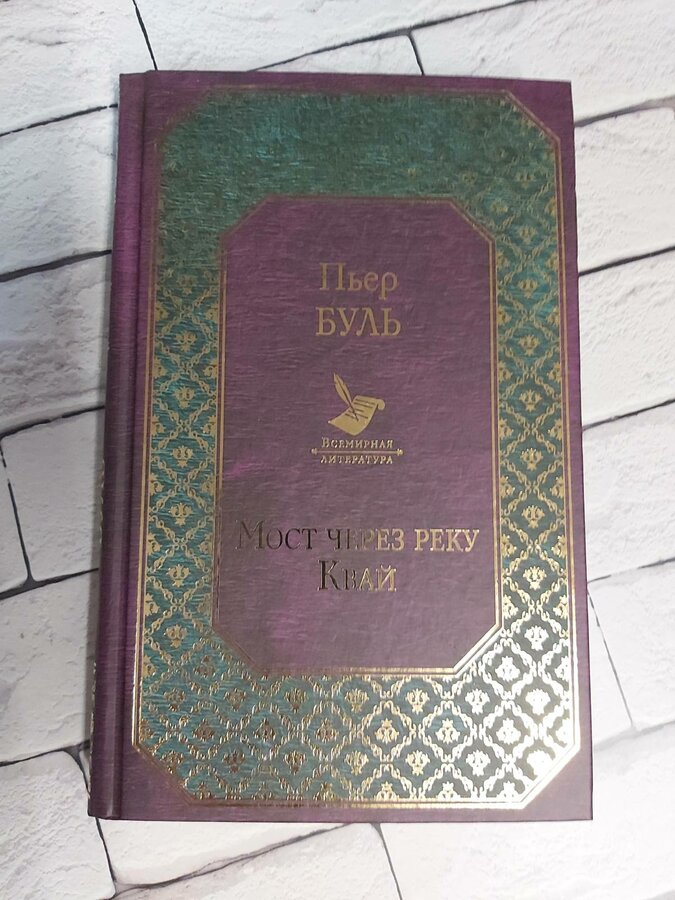 Пьер
БУЛЬ
Всемирная
литература
Мост через реку
Квай